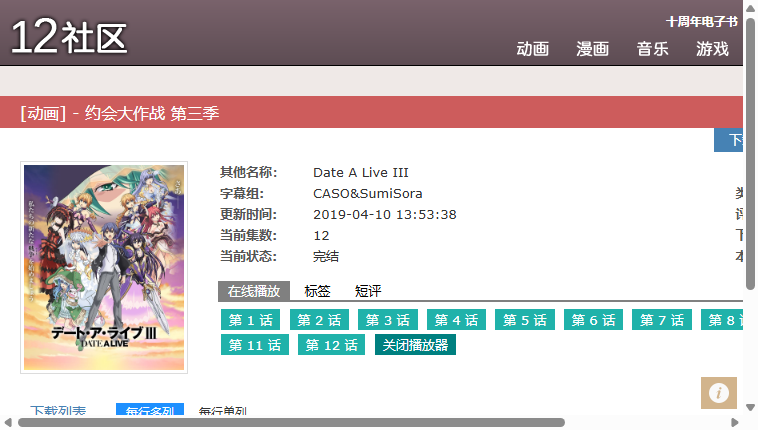 十周年电子书
12社区
动画 漫画 音乐 游戏
[动画] - 约会大作战 第三季
其他名称: Date A Live III
字幕组: CASO&SumiSora
更新时间: 2019-04-10 13:53:38
当前集数: 12
当前状态: 完结
在线播放 标签 短评
第 1 话 第 2 话 第 3 话 第 4 话 第 5 话 第 6 话 第 7 话 第 8
第 11 话 第 12 话 关闭播放器
デート・ア・ライブIII
DATE A LIVE
下载列表 每行多列 每行单列